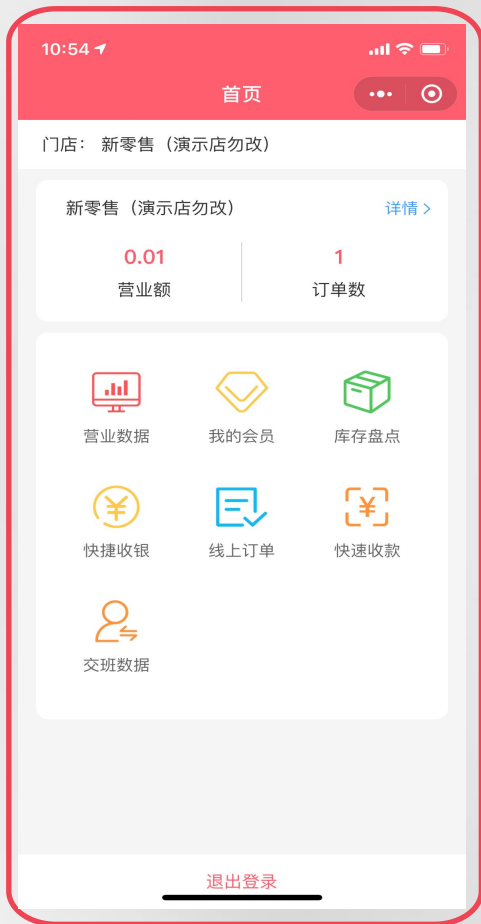 10:54
首页
门店： 新零售（演示店勿改）
新零售（演示店勿改） 详情
0.01 1
营业额 订单数
营业数据 我的会员 库存盘点
快捷收银 线上订单 快速收款
交班数据
退出登录